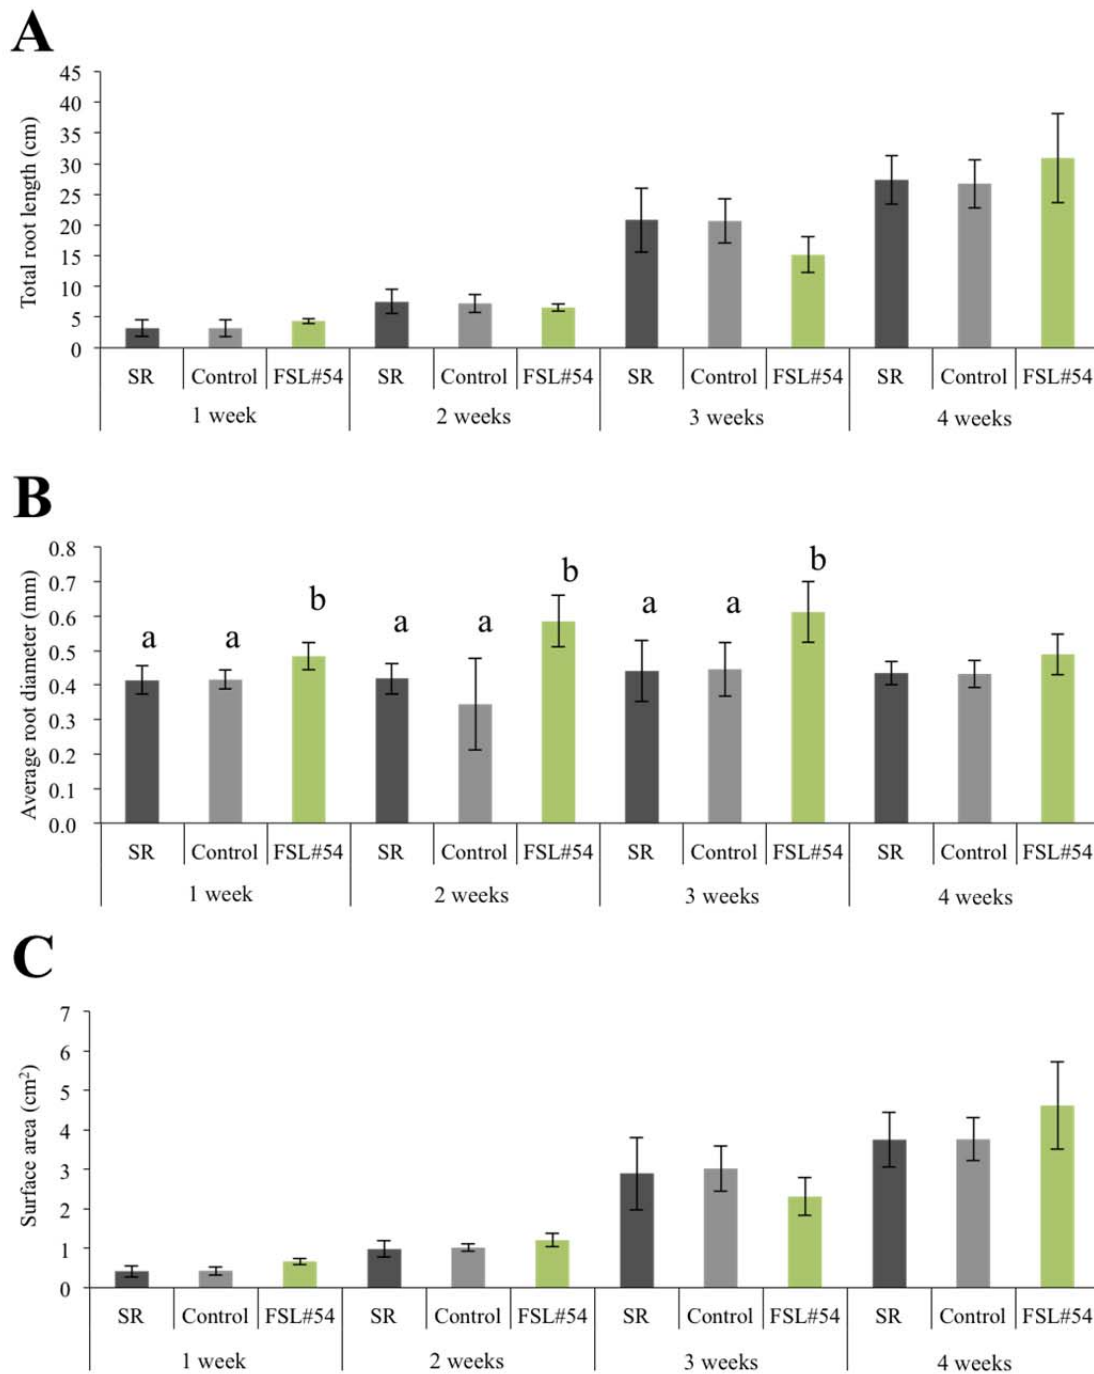 A
Total root length (cm)
45
40
35
30
25
20
15
10
5
0
SR Control FSL#54 SR Control FSL#54 SR Control FSL#54 SR Control FSL#54
1 week 2 weeks 3 weeks 4 weeks
B
Average root diameter (mm)
0.8
0.7
0.6
0.5
0.4
0.3
0.2
0.1
0.0
a a b a a b a a b
SR Control FSL#54 SR Control FSL#54 SR Control FSL#54 SR Control FSL#54
1 week 2 weeks 3 weeks 4 weeks
C
Surface area (cm²)
7
6
5
4
3
2
1
0
SR Control FSL#54 SR Control FSL#54 SR Control FSL#54 SR Control FSL#54
1 week 2 weeks 3 weeks 4 weeks